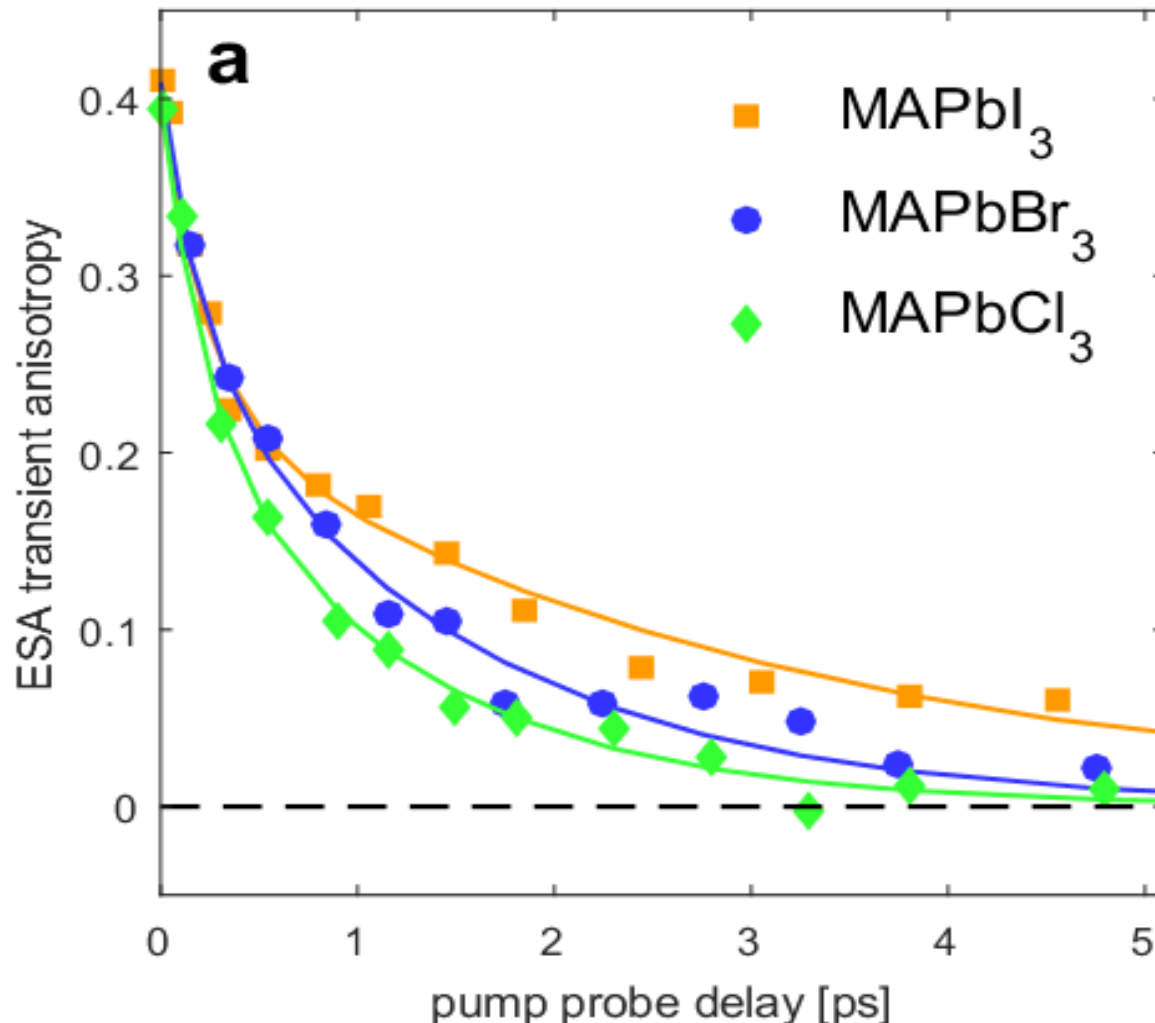 a
MAPbI3
MAPbBr3
MAPbCl3
0.4
0.3
0.2
0.1
0
ESA transient anisotropy
0 1 2 3 4 5
pump probe delay [ps]